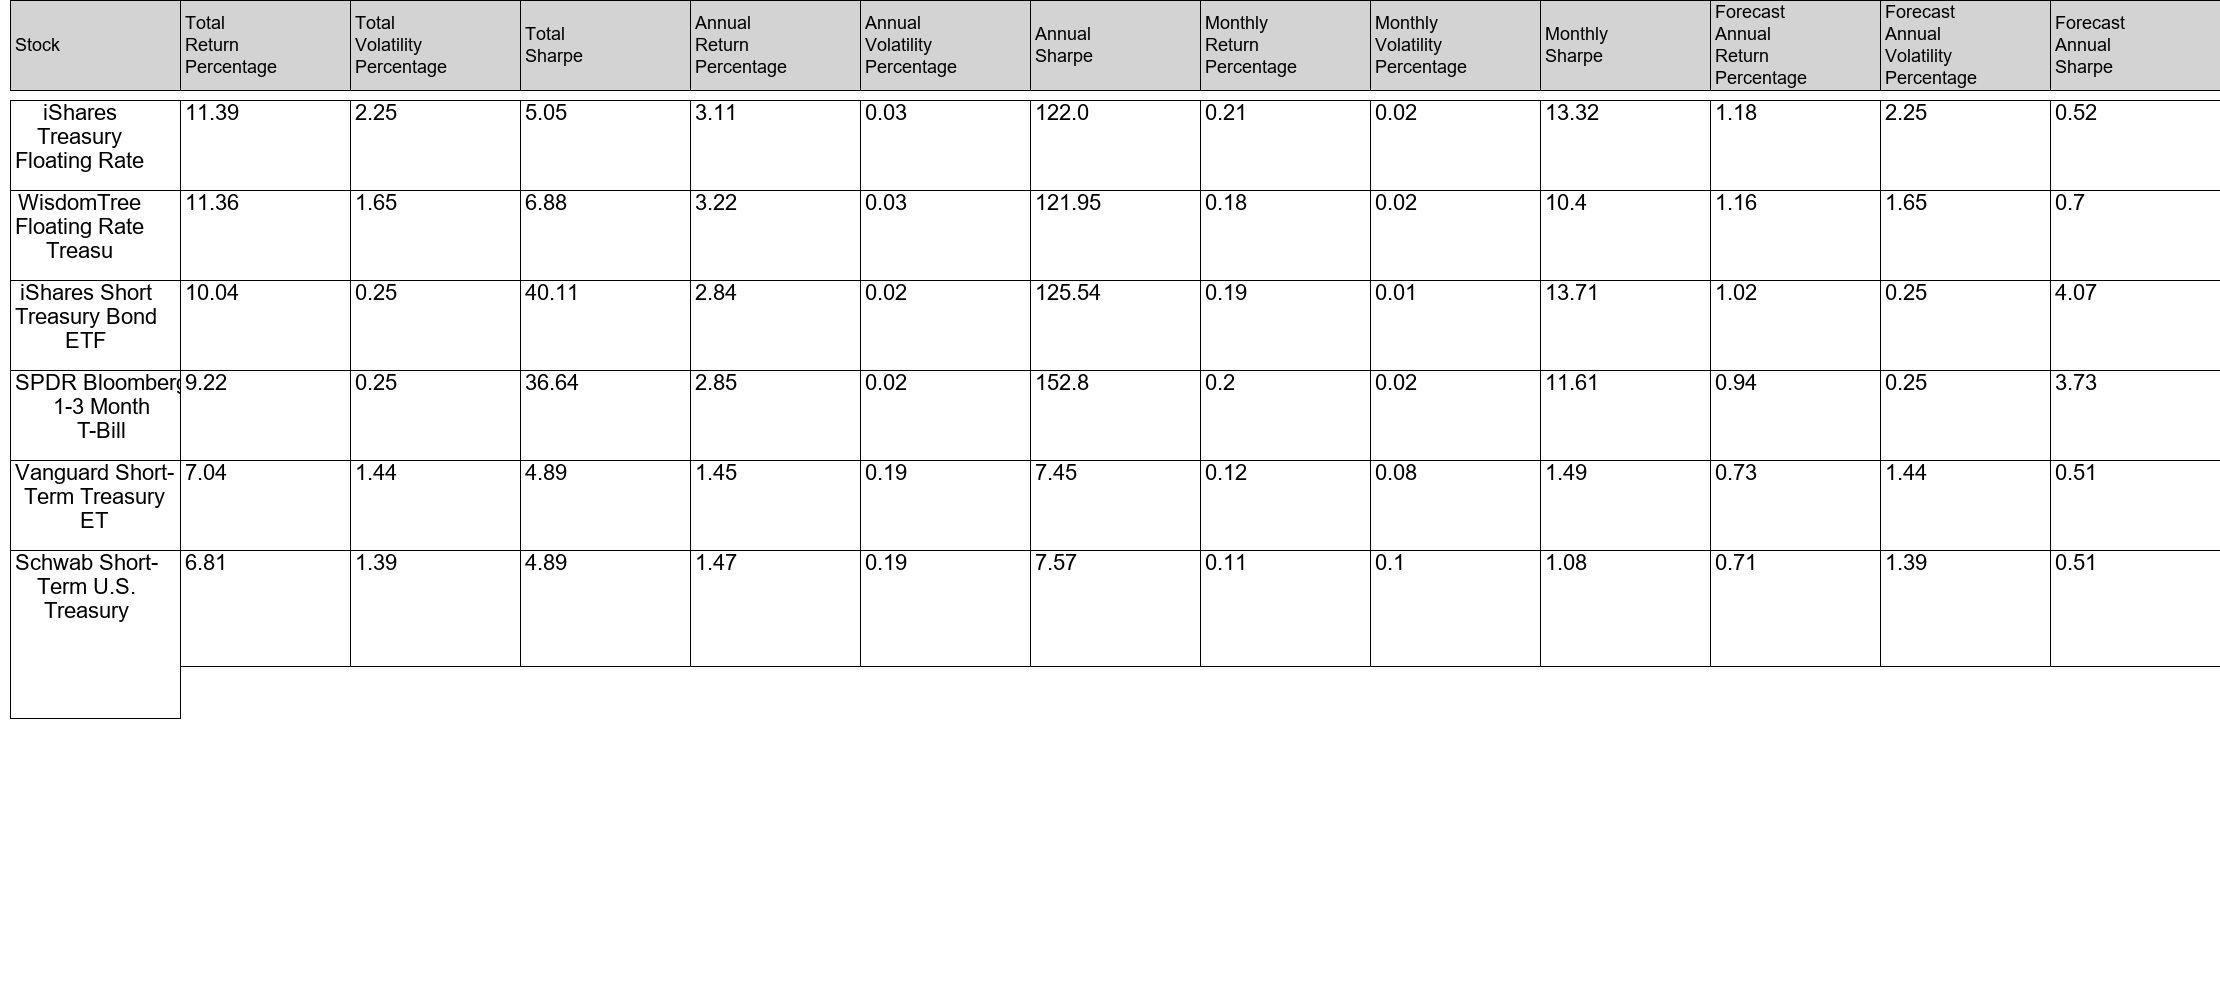 Stock
Total
Return
Percentage
Total
Volatility
Percentage
Total
Sharpe
Annual
Return
Percentage
Annual
Volatility
Percentage
Annual
Sharpe
Monthly
Return
Percentage
Monthly
Volatility
Percentage
Monthly
Sharpe
Forecast
Annual
Return
Percentage
Forecast
Annual
Volatility
Percentage
Forecast
Annual
Sharpe
iShares
Treasury
Floating Rate
11.39
2.25
5.05
3.11
0.03
122.0
0.21
0.02
13.32
1.18
2.25
0.52
WisdomTree
Floating Rate
Treasu
11.36
1.65
6.88
3.22
0.03
121.95
0.18
0.02
10.4
1.16
1.65
0.7
iShares Short
Treasury Bond
ETF
10.04
0.25
40.11
2.84
0.02
125.54
0.19
0.01
13.71
1.02
0.25
4.07
SPDR Bloomberg
1-3 Month
T-Bill
9.22
0.25
36.64
2.85
0.02
152.8
0.2
0.02
11.61
0.94
0.25
3.73
Vanguard Short-
Term Treasury
ET
7.04
1.44
4.89
1.45
0.19
7.45
0.12
0.08
1.49
0.73
1.44
0.51
Schwab Short-
Term U.S.
Treasury
6.81
1.39
4.89
1.47
0.19
7.57
0.11
0.1
1.08
0.71
1.39
0.51